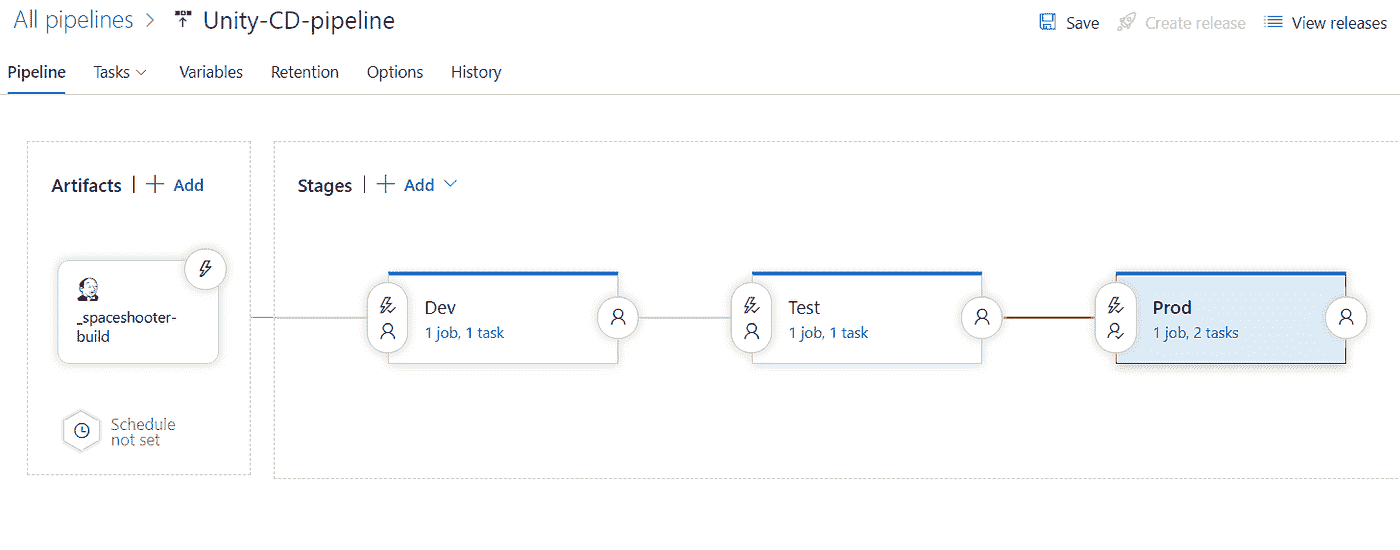 All pipelines > Unity-CD-pipeline
Save Create release View releases
Pipeline Tasks Variables Retention Options History
Artifacts | + Add
Stages | + Add
_spaceshooter-
build
Schedule
not set
Dev
1 job, 1 task
Test
1 job, 1 task
Prod
1 job, 2 tasks